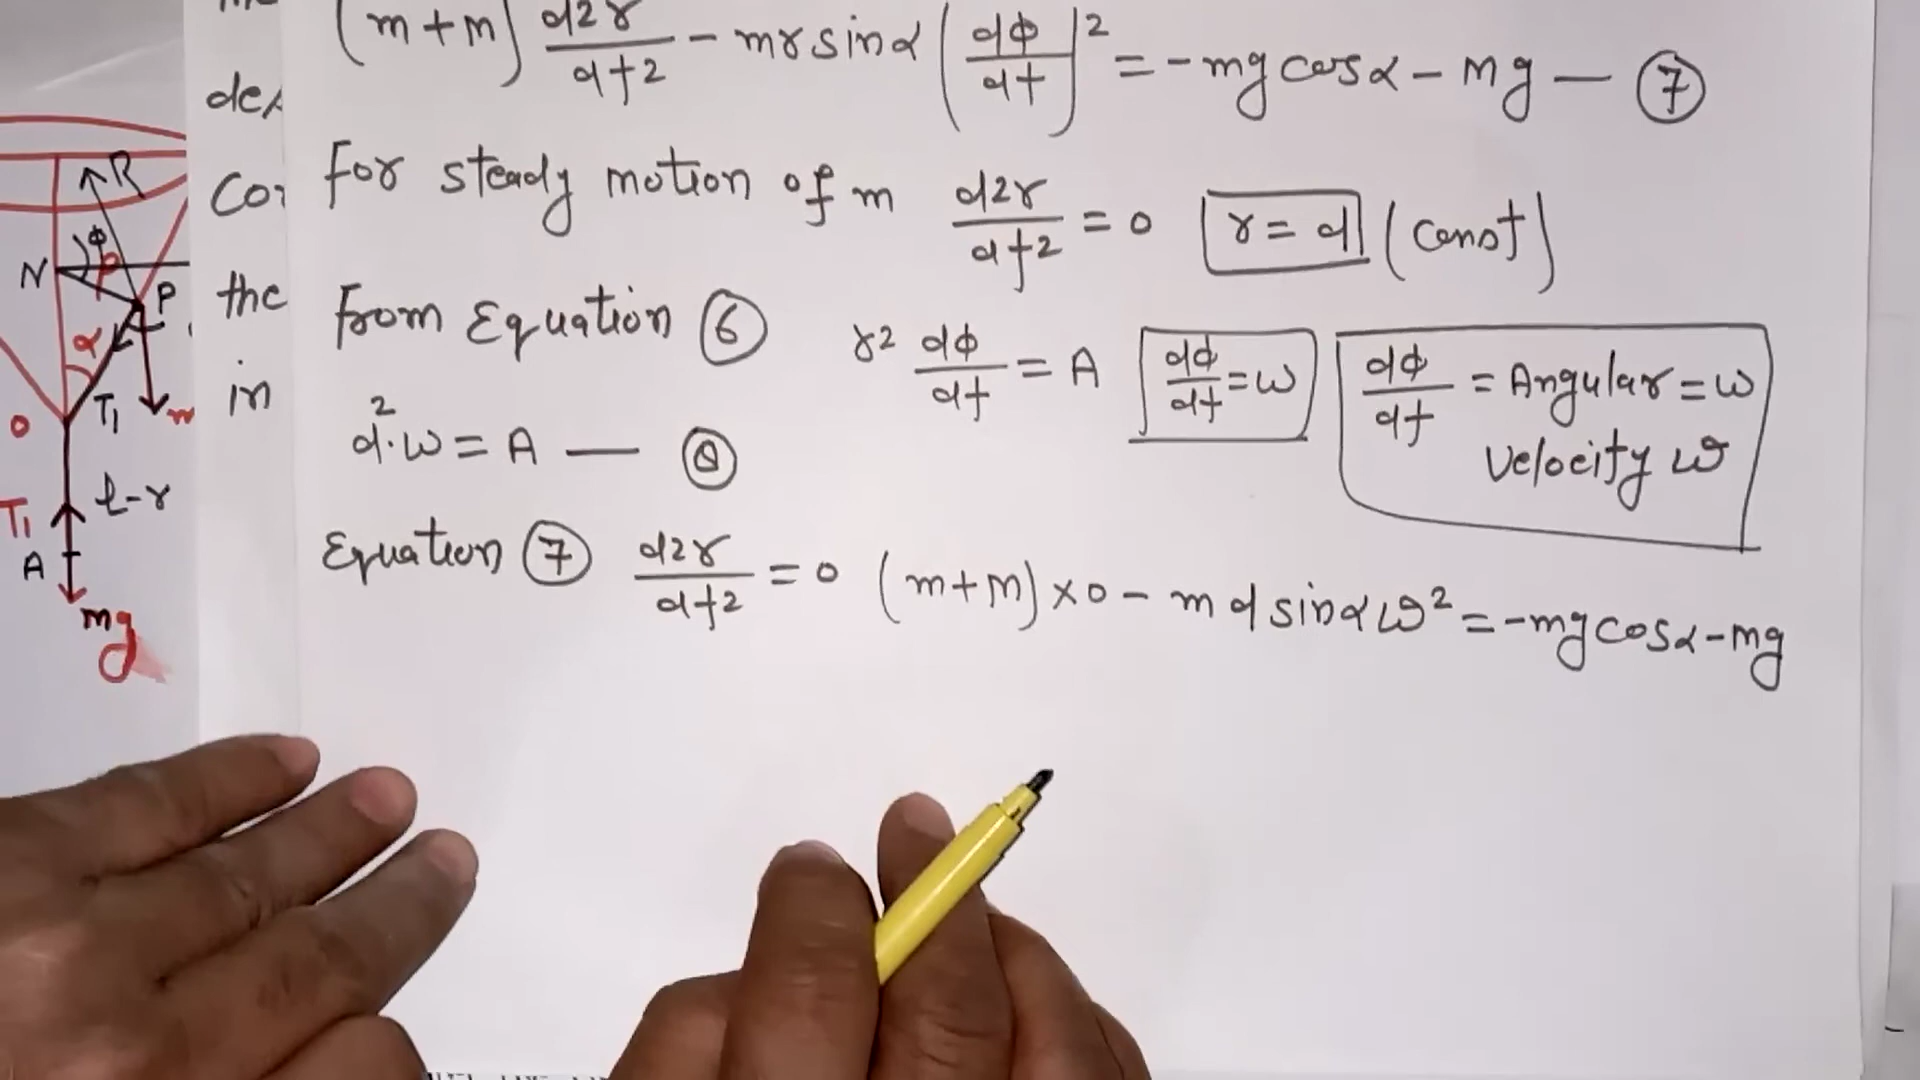 (m+m) d2r/dt2 - mr sinα (dφ/dt)2 = -mg cosα - Mg — ⑦
for steady motion of m d2r/dt2 = 0 r = d (const)
from Equation ⑥ r2 dφ/dt = A dφ/dt = ω dφ/dt = Angular = ω
velocity ω
d2.ω = A — ⑧
Equation ⑦ d2r/dt2 = 0 (m+m)×0 - m d sinα ω2 = -mg cosα - mg
the
in
R
φ
N
P
α
T1
m
O
l-r
T1
A
mg